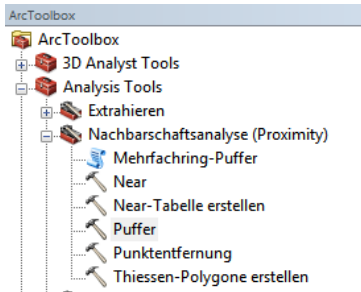 ArcToolbox
ArcToolbox
3D Analyst Tools
Analysis Tools
Extrahieren
Nachbarschaftsanalyse (Proximity)
Mehrfachring-Puffer
Near
Near-Tabelle erstellen
Puffer
Punktentfernung
Thiessen-Polygone erstellen